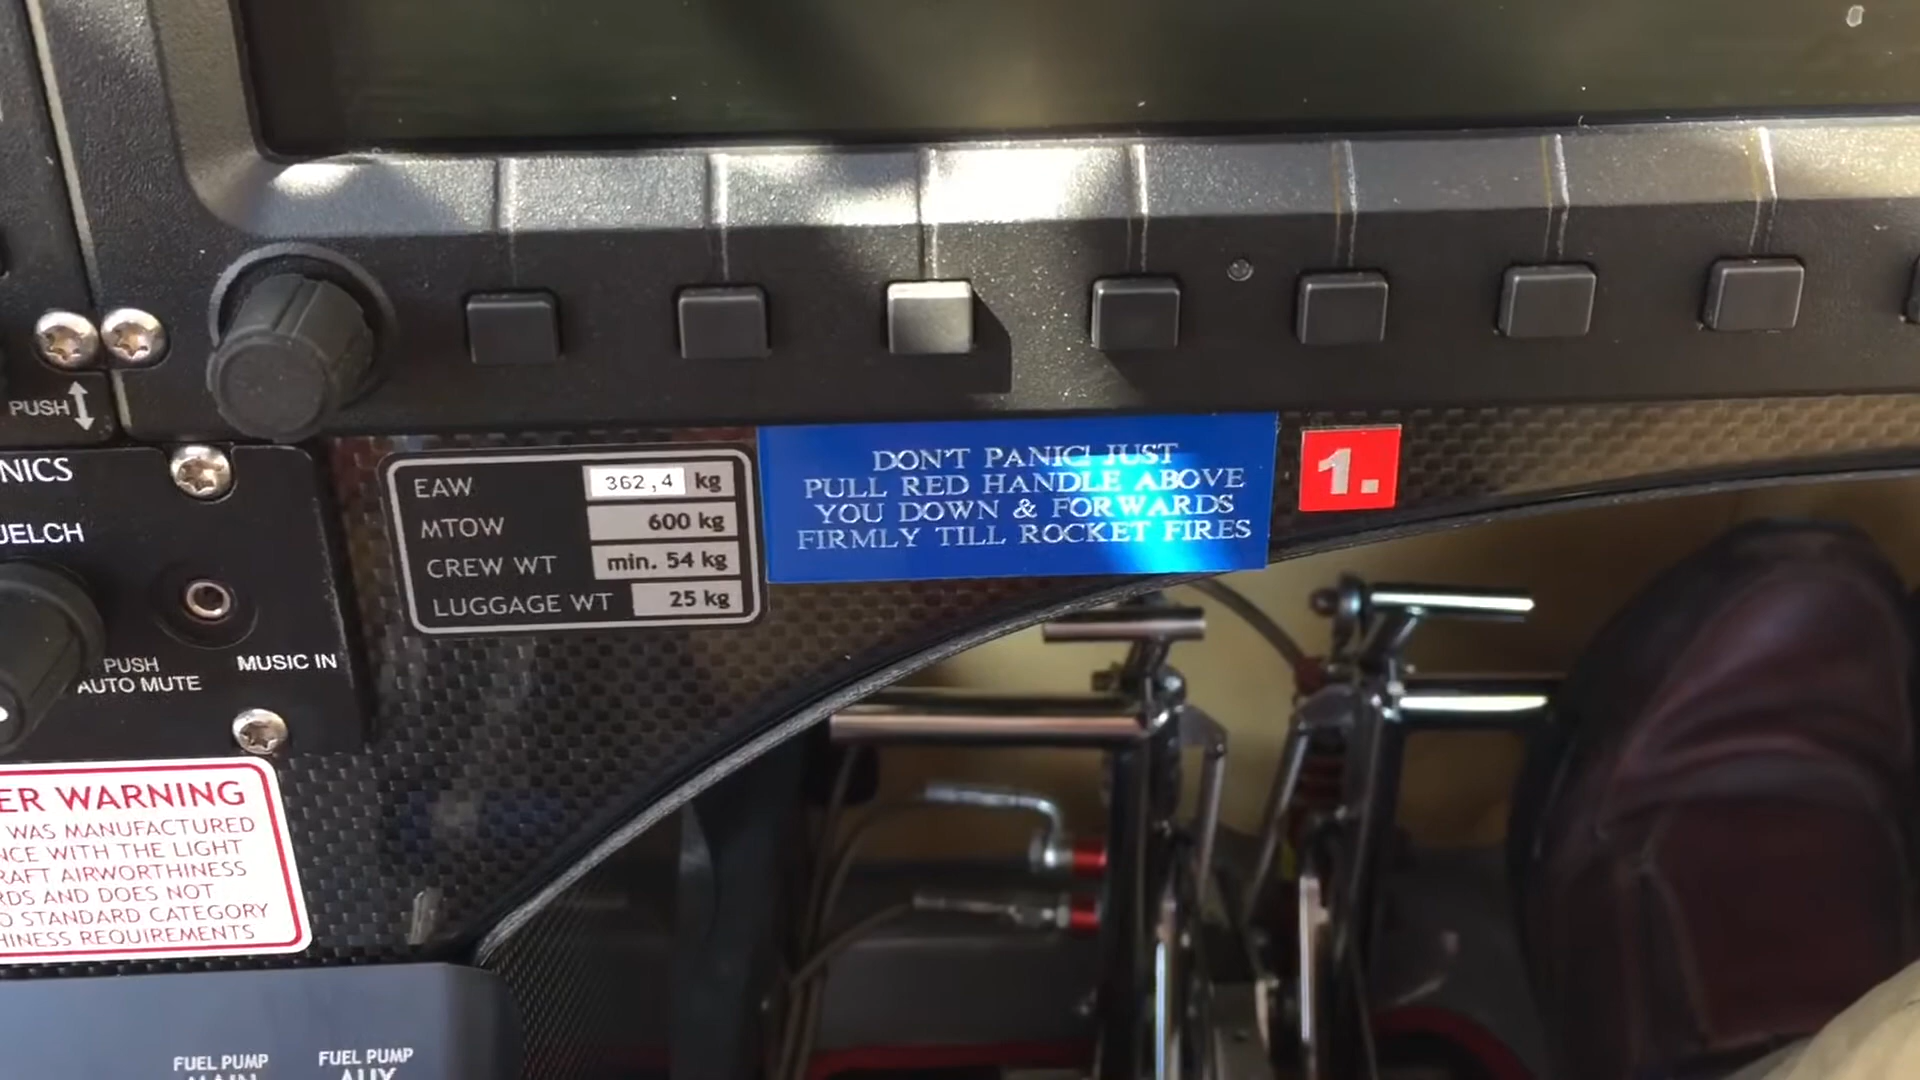 PUSH
NICS
UELCH
PUSH
AUTO MUTE
MUSIC IN
EAW 362,4 kg
MTOW 600 kg
CREW WT min. 54 kg
LUGGAGE WT 25 kg
DON'T PANIC! JUST
PULL RED HANDLE ABOVE
YOU DOWN & FORWARDS
FIRMLY TILL ROCKET FIRES
1.
ER WARNING
WAS MANUFACTURED
NCE WITH THE LIGHT
RAFT AIRWORTHINESS
RDS AND DOES NOT
O STANDARD CATEGORY
HINESS REQUIREMENTS
FUEL PUMP
MAIN
FUEL PUMP
AUX